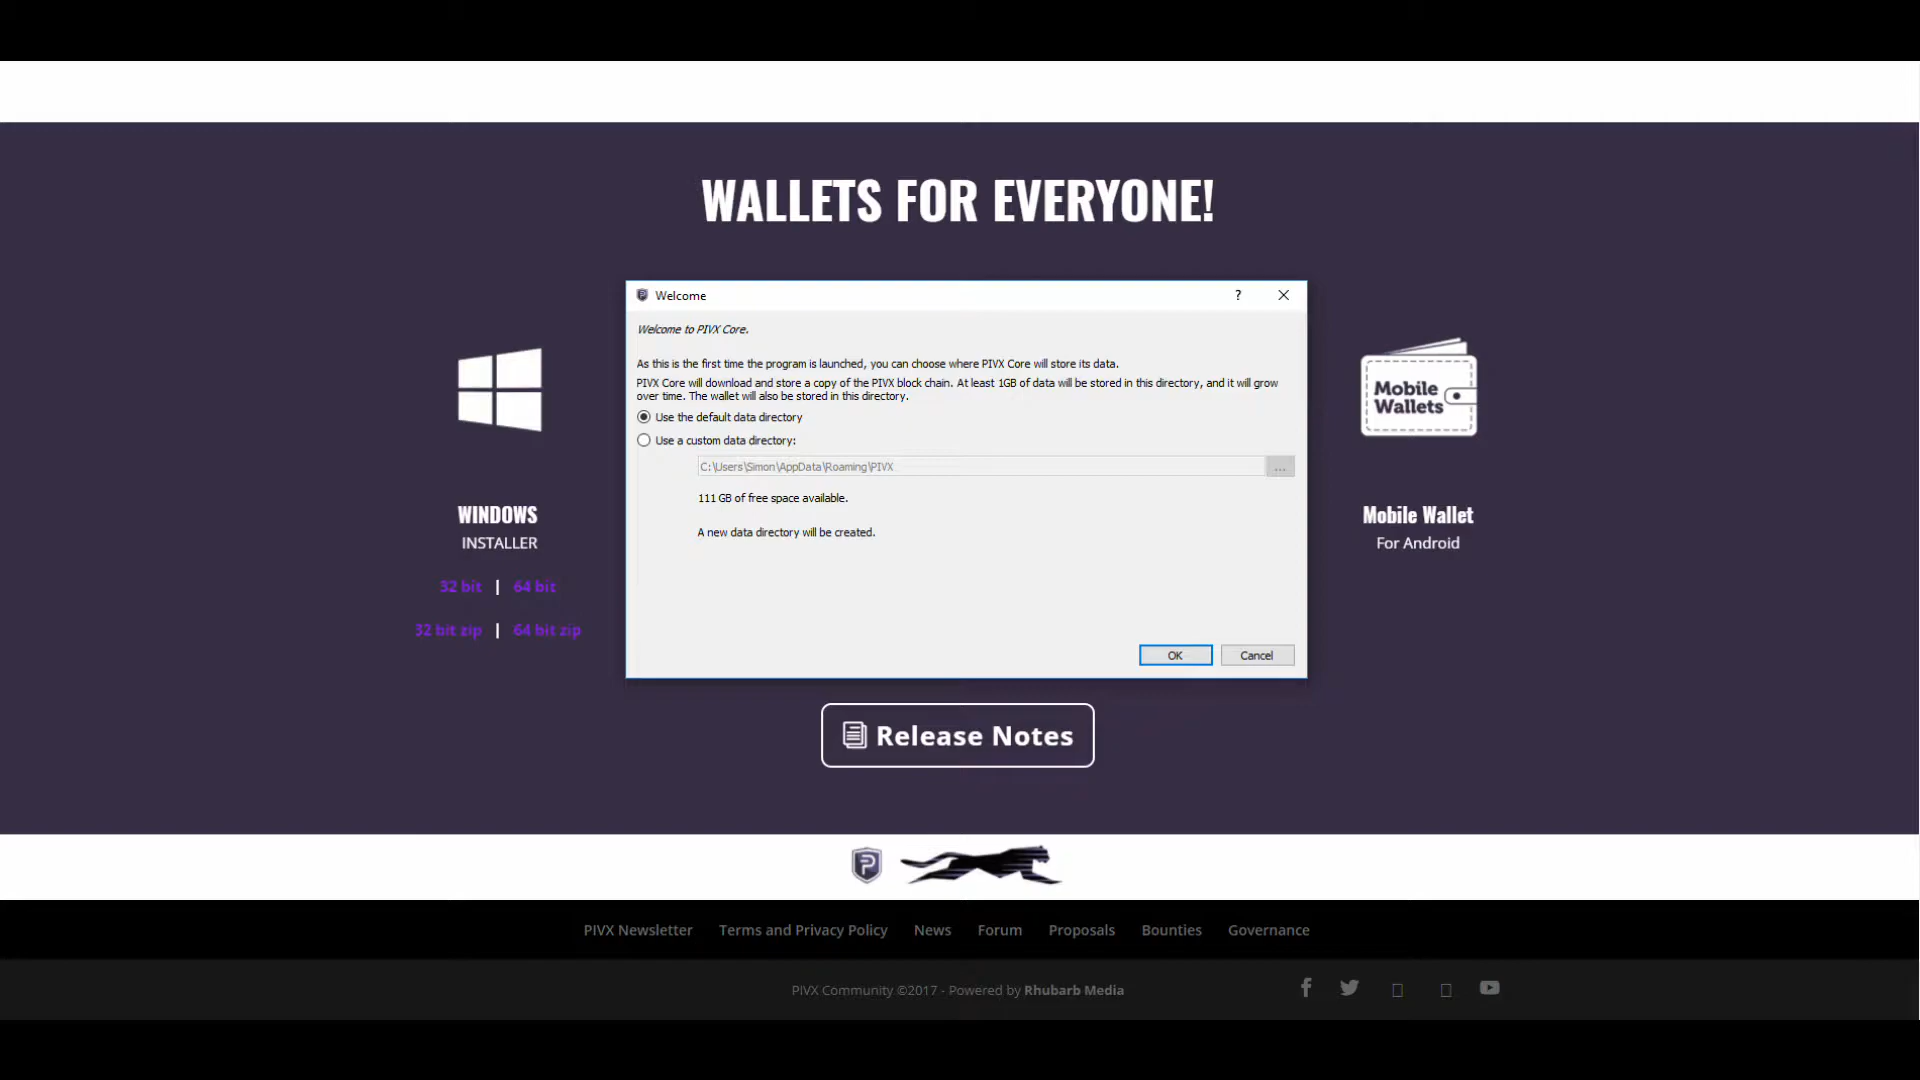 WALLETS FOR EVERYONE!
Welcome
?
Welcome to PIVX Core.
As this is the first time the program is launched, you can choose where PIVX Core will store its data.
PIVX Core will download and store a copy of the PIVX block chain. At least 1GB of data will be stored in this directory, and it will grow
over time. The wallet will also be stored in this directory.
Use the default data directory
Use a custom data directory:
C:\Users\Simon\AppData\Roaming\PIVX
...
111 GB of free space available.
A new data directory will be created.
OK
Cancel
WINDOWS
INSTALLER
32 bit | 64 bit
32 bit zip | 64 bit zip
Mobile
Wallets
Mobile Wallet
For Android
Release Notes
PIVX Newsletter
Terms and Privacy Policy
News
Forum
Proposals
Bounties
Governance
PIVX Community ©2017 - Powered by Rhubarb Media